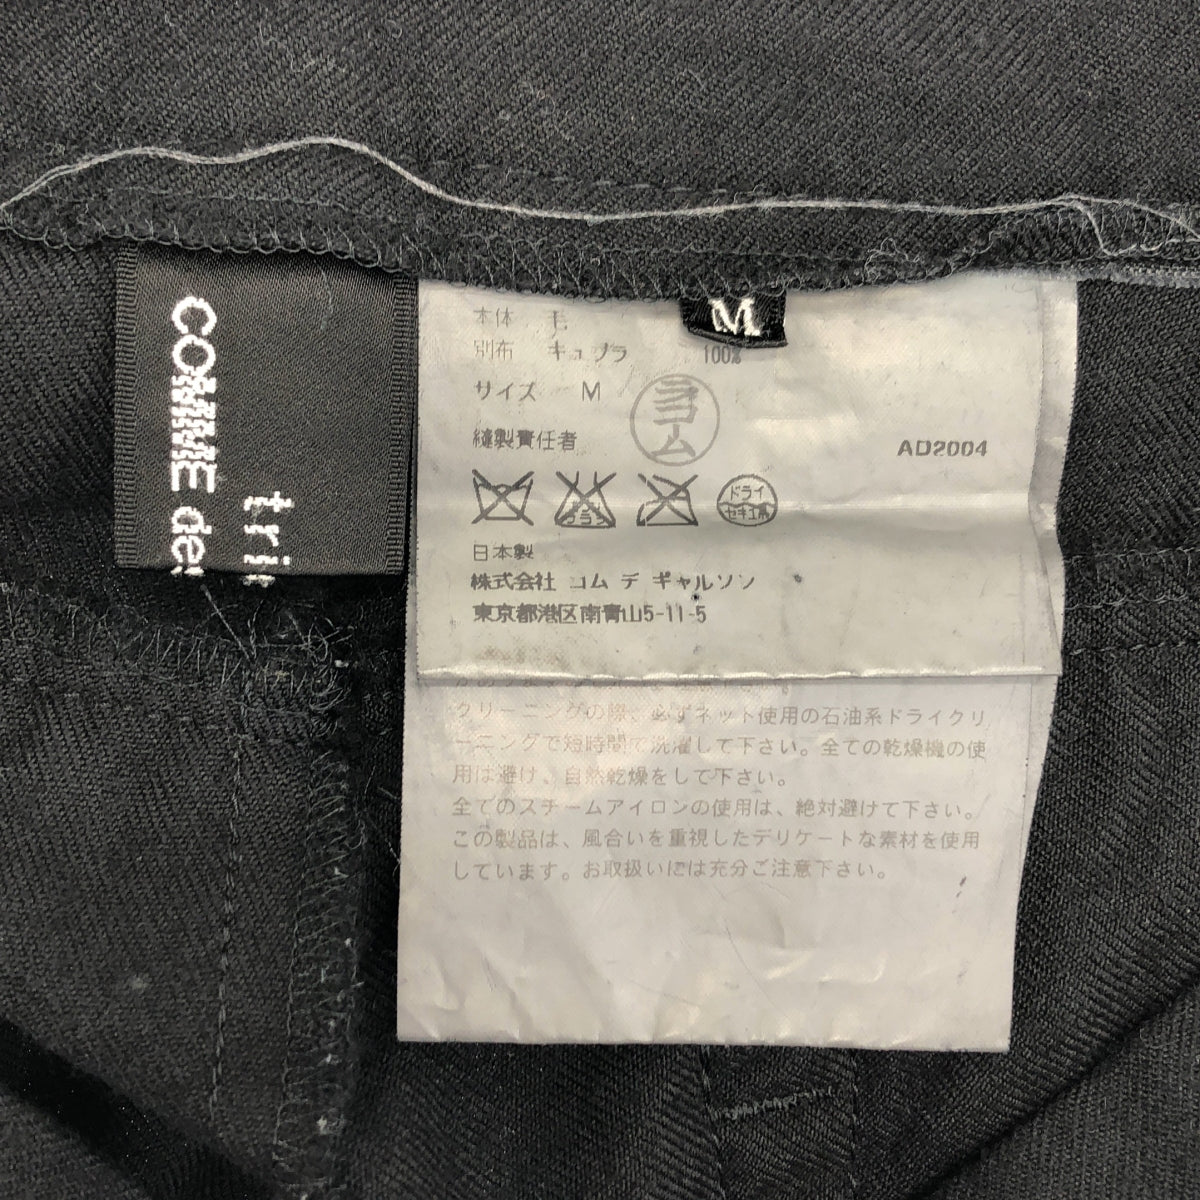 COMME de
tri
M
本体 毛
別布 キュプラ 100%
サイズ M
縫製責任者
コム
AD2004
ドライ
セキユ系
日本製
株式会社 コム デ ギャルソン
東京都港区南青山5-11-5
クリーニングの際、必ずネット使用の石油系ドライクリ
ーニングで短時間で洗濯して下さい。全ての乾燥機の使
用は避け、自然乾燥をして下さい。
全てのスチームアイロンの使用は、絶対避けて下さい。
この製品は、風合いを重視したデリケートな素材を使用
しています。お取扱いには充分ご注意下さい。